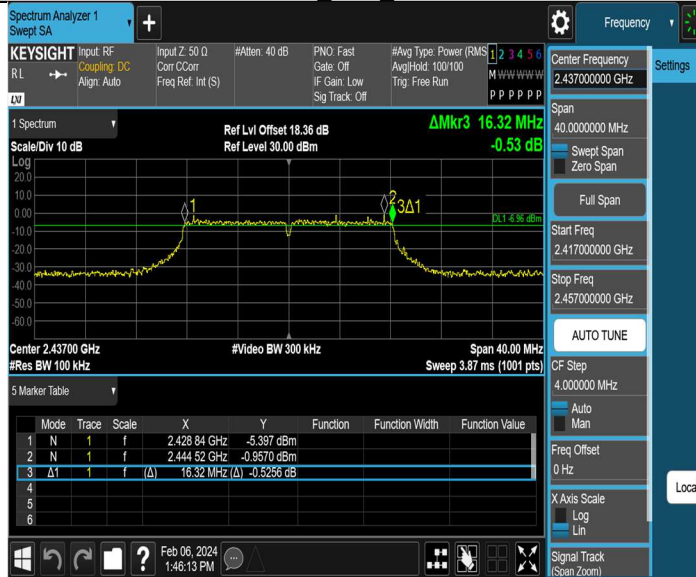 Spectrum Analyzer 1
Swept SA
Frequency
KEYSIGHT
RL
LXI
Input: RF
Coupling: DC
Align: Auto
Input Z: 50 Ω
Corr CCorr
Freq Ref: Int (S)
#Atten: 40 dB
PNO: Fast
Gate: Off
IF Gain: Low
Sig Track: Off
#Avg Type: Power (RMS
Avg|Hold: 100/100
Trig: Free Run
1 2 3 4 5 6
M W W W W W
P P P P P P
1 Spectrum
Scale/Div 10 dB
Ref Lvl Offset 18.36 dB
Ref Level 30.00 dBm
ΔMkr3 16.32 MHz
-0.53 dB
Log
20.0
10.0
0.00
-10.0
-20.0
-30.0
-40.0
-50.0
-60.0
1
2
3Δ1
DL1 -6.96 dBm
Center 2.43700 GHz
#Res BW 100 kHz
#Video BW 300 kHz
Span 40.00 MHz
Sweep 3.87 ms (1001 pts)
5 Marker Table
Mode Trace Scale X Y Function Function Width Function Value
1 N 1 f 2.428 84 GHz -5.397 dBm
2 N 1 f 2.444 52 GHz -0.9570 dBm
3 Δ1 1 f (Δ) 16.32 MHz (Δ) -0.5256 dB
4
5
6
Feb 06, 2024
1:46:13 PM
Center Frequency
2.437000000 GHz
Span
40.0000000 MHz
Swept Span
Zero Span
Full Span
Start Freq
2.417000000 GHz
Stop Freq
2.457000000 GHz
AUTO TUNE
CF Step
4.000000 MHz
Auto
Man
Freq Offset
0 Hz
X Axis Scale
Log
Lin
Signal Track
(Span Zoom)
Settings
Loca